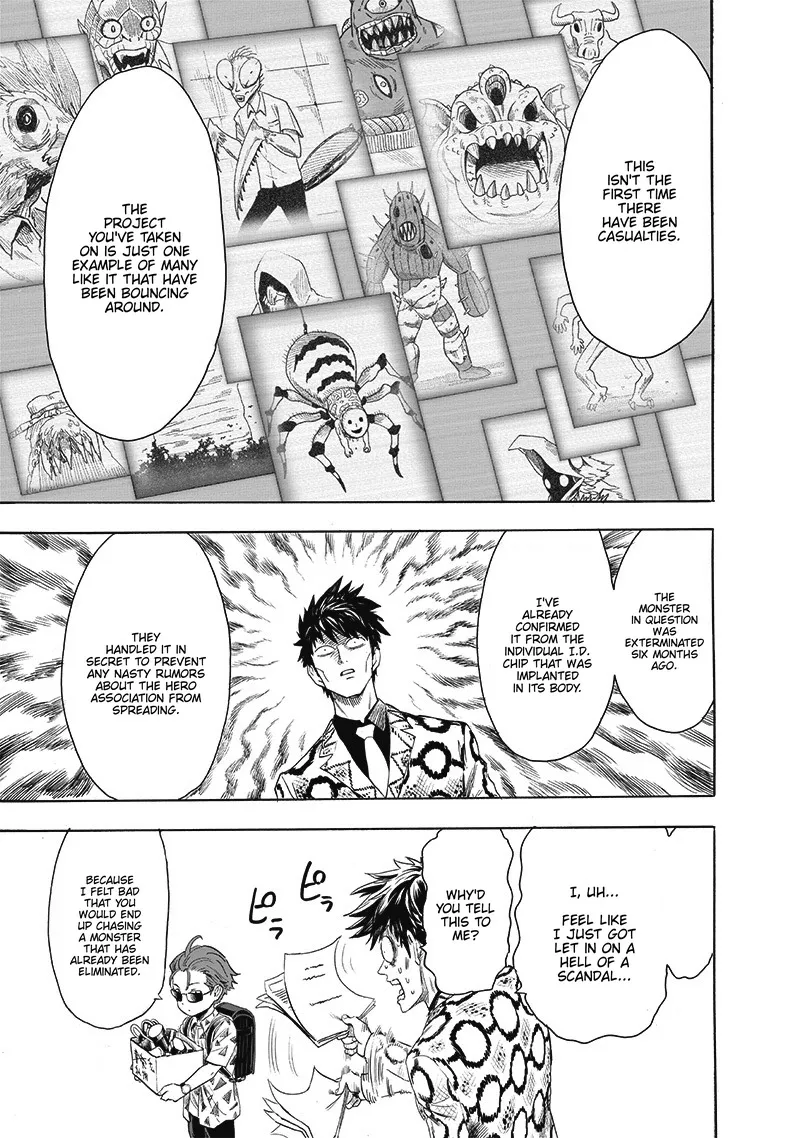 THIS
ISN'T THE
FIRST TIME
THERE
HAVE BEEN
CASUALTIES.
THE
PROJECT
YOU'VE TAKEN
ON IS JUST ONE
EXAMPLE OF MANY
LIKE IT THAT HAVE
BEEN BOUNCING
AROUND.
THE
MONSTER
IN QUESTION
WAS
EXTERMINATED
SIX MONTHS
AGO.
I'VE
ALREADY
CONFIRMED
IT FROM THE
INDIVIDUAL I.D.
CHIP THAT WAS
IMPLANTED
IN ITS BODY.
THEY
HANDLED IT IN
SECRET TO PREVENT
ANY NASTY RUMORS
ABOUT THE HERO
ASSOCIATION FROM
SPREADING.
I, UH...
FEEL LIKE
I JUST GOT
LET IN ON A
HELL OF A
SCANDAL...
WHY'D
YOU TELL
THIS TO
ME?
ピラ
ピラ
BECAUSE
I FELT BAD
THAT YOU
WOULD END
UP CHASING
A MONSTER
THAT HAS
ALREADY BEEN
ELIMINATED.